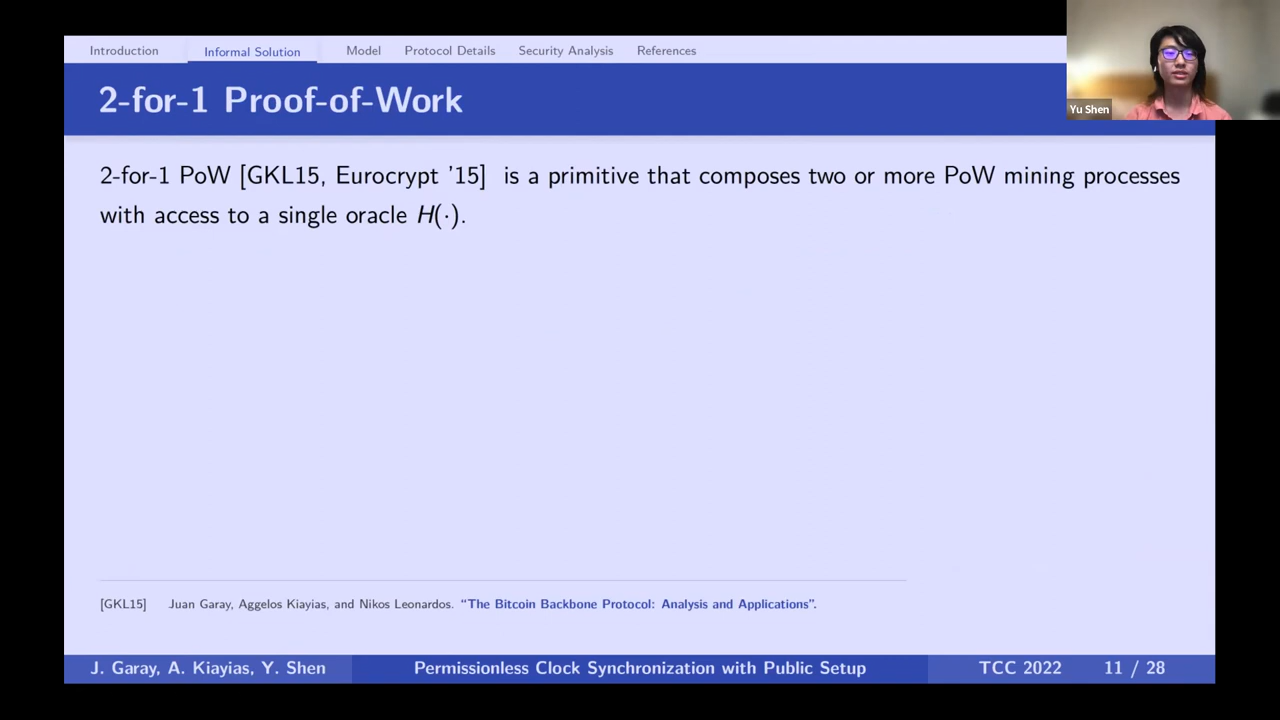 Introduction Informal Solution Model Protocol Details Security Analysis References
2-for-1 Proof-of-Work
Yu Shen
2-for-1 PoW [GKL15, Eurocrypt '15] is a primitive that composes two or more PoW mining processes
with access to a single oracle H(·).
[GKL15] Juan Garay, Aggelos Kiayias, and Nikos Leonardos. “The Bitcoin Backbone Protocol: Analysis and Applications”.
J. Garay, A. Kiayias, Y. Shen Permissionless Clock Synchronization with Public Setup TCC 2022 11 / 28